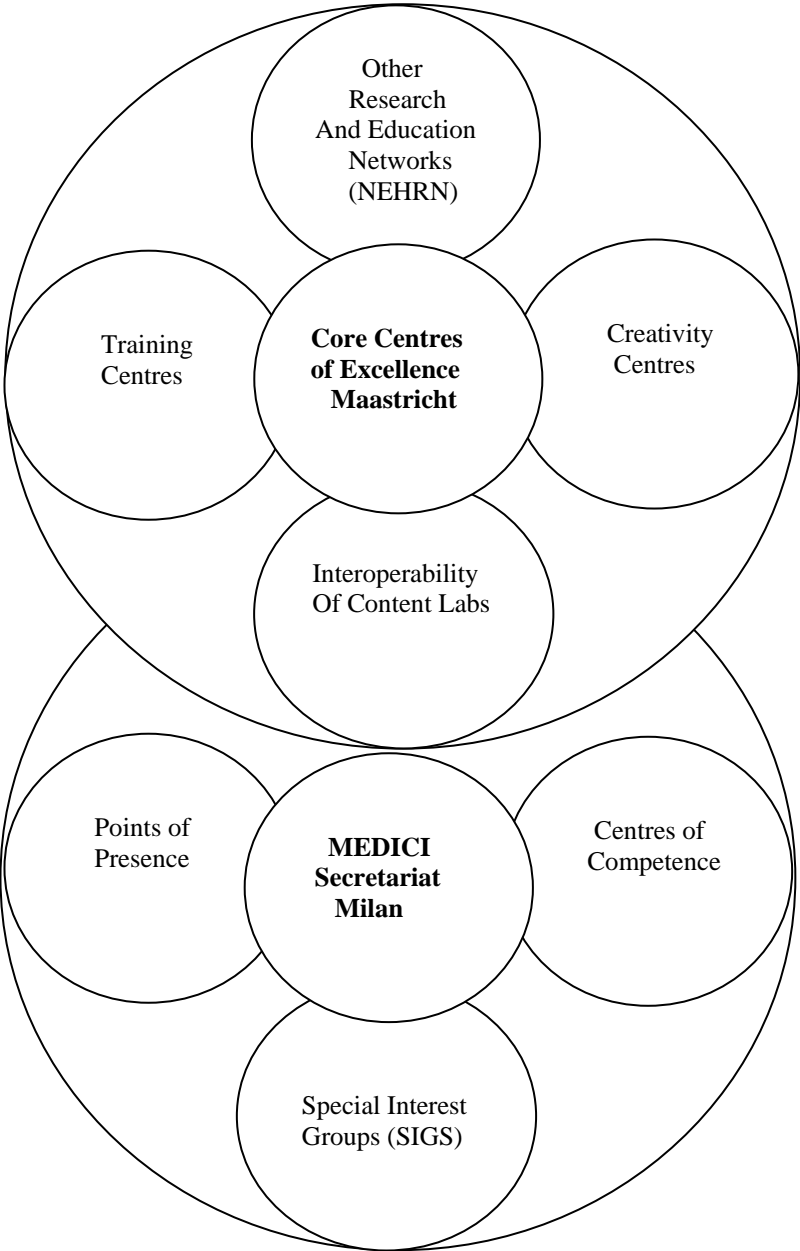 Other
Research
And Education
Networks
(NEHRN)
Training
Centres
Core Centres
of Excellence
Maastricht
Creativity
Centres
Interoperability
Of Content Labs
Points of
Presence
MEDICI
Secretariat
Milan
Centres of
Competence
Special Interest
Groups (SIGS)